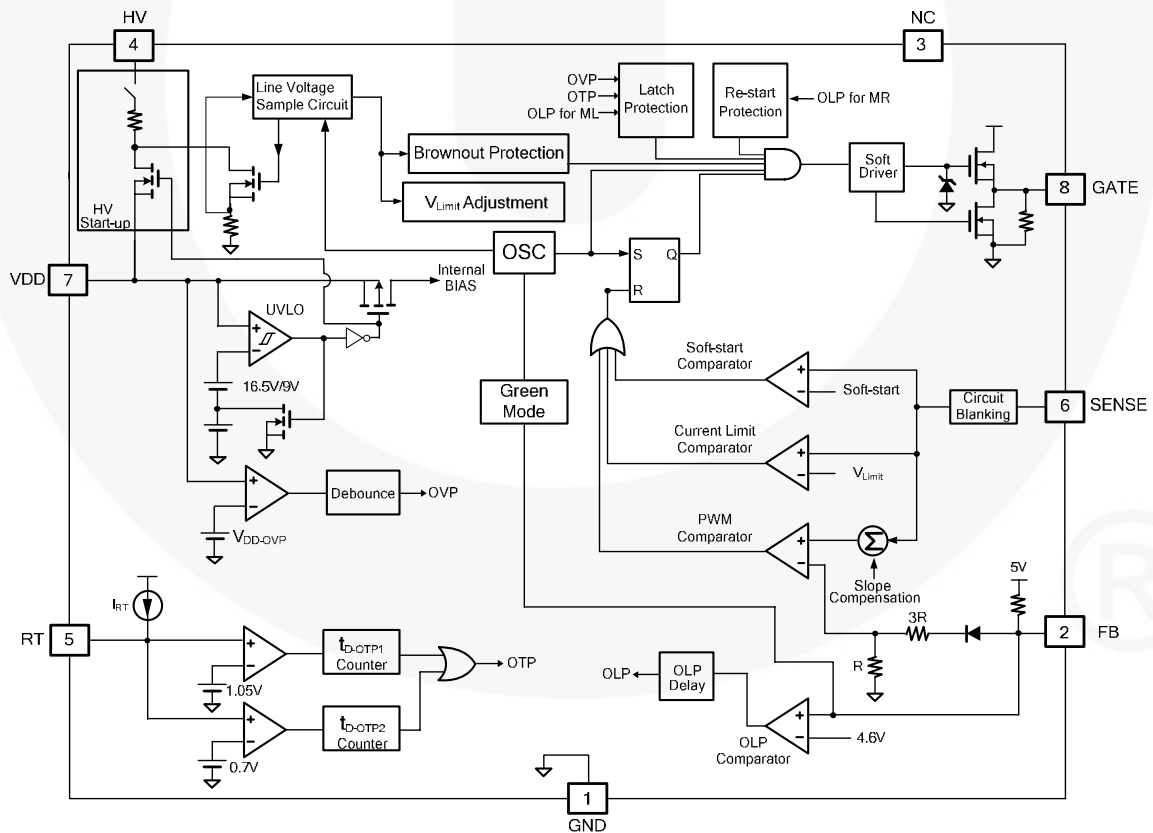 HV
4
NC
3
Line Voltage
Sample Circuit
OVP
OTP
OLP for ML
Latch
Protection
Re-start
Protection
OLP for MR
Brownout Protection
VLimit Adjustment
Soft
Driver
8
GATE
HV
Start-up
OSC
S
Q
R
VDD
7
Internal
BIAS
UVLO
16.5V/9V
Green
Mode
Soft-start
Comparator
Soft-start
Circuit
Blanking
6
SENSE
Current Limit
Comparator
VLimit
Debounce
OVP
VDD-OVP
PWM
Comparator
Σ
Slope
Compensation
5V
IRT
RT
5
3R
2
FB
R
tD-OTP1
Counter
OTP
1.05V
tD-OTP2
Counter
0.7V
OLP
OLP
Delay
OLP
Comparator
4.6V
1
GND
®